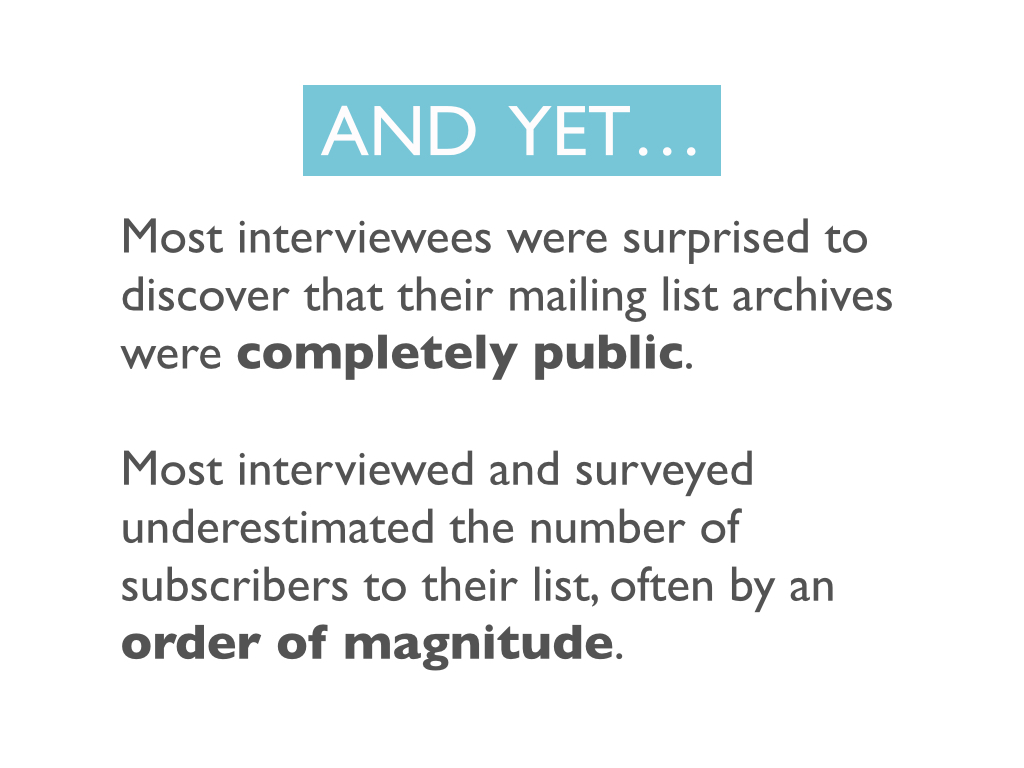 AND YET…
Most interviewees were surprised to
discover that their mailing list archives
were completely public.
Most interviewed and surveyed
underestimated the number of
subscribers to their list, often by an
order of magnitude.